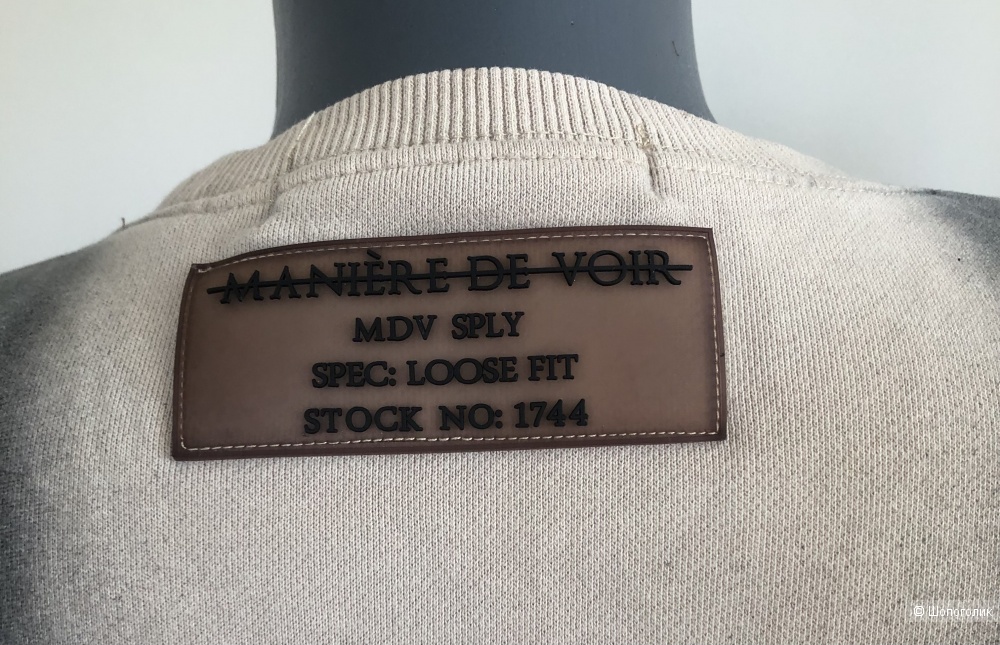 MANIÈRE DE VOIR
MDV SPLY
SPEC: LOOSE FIT
STOCK NO: 1744
© Шопоголик